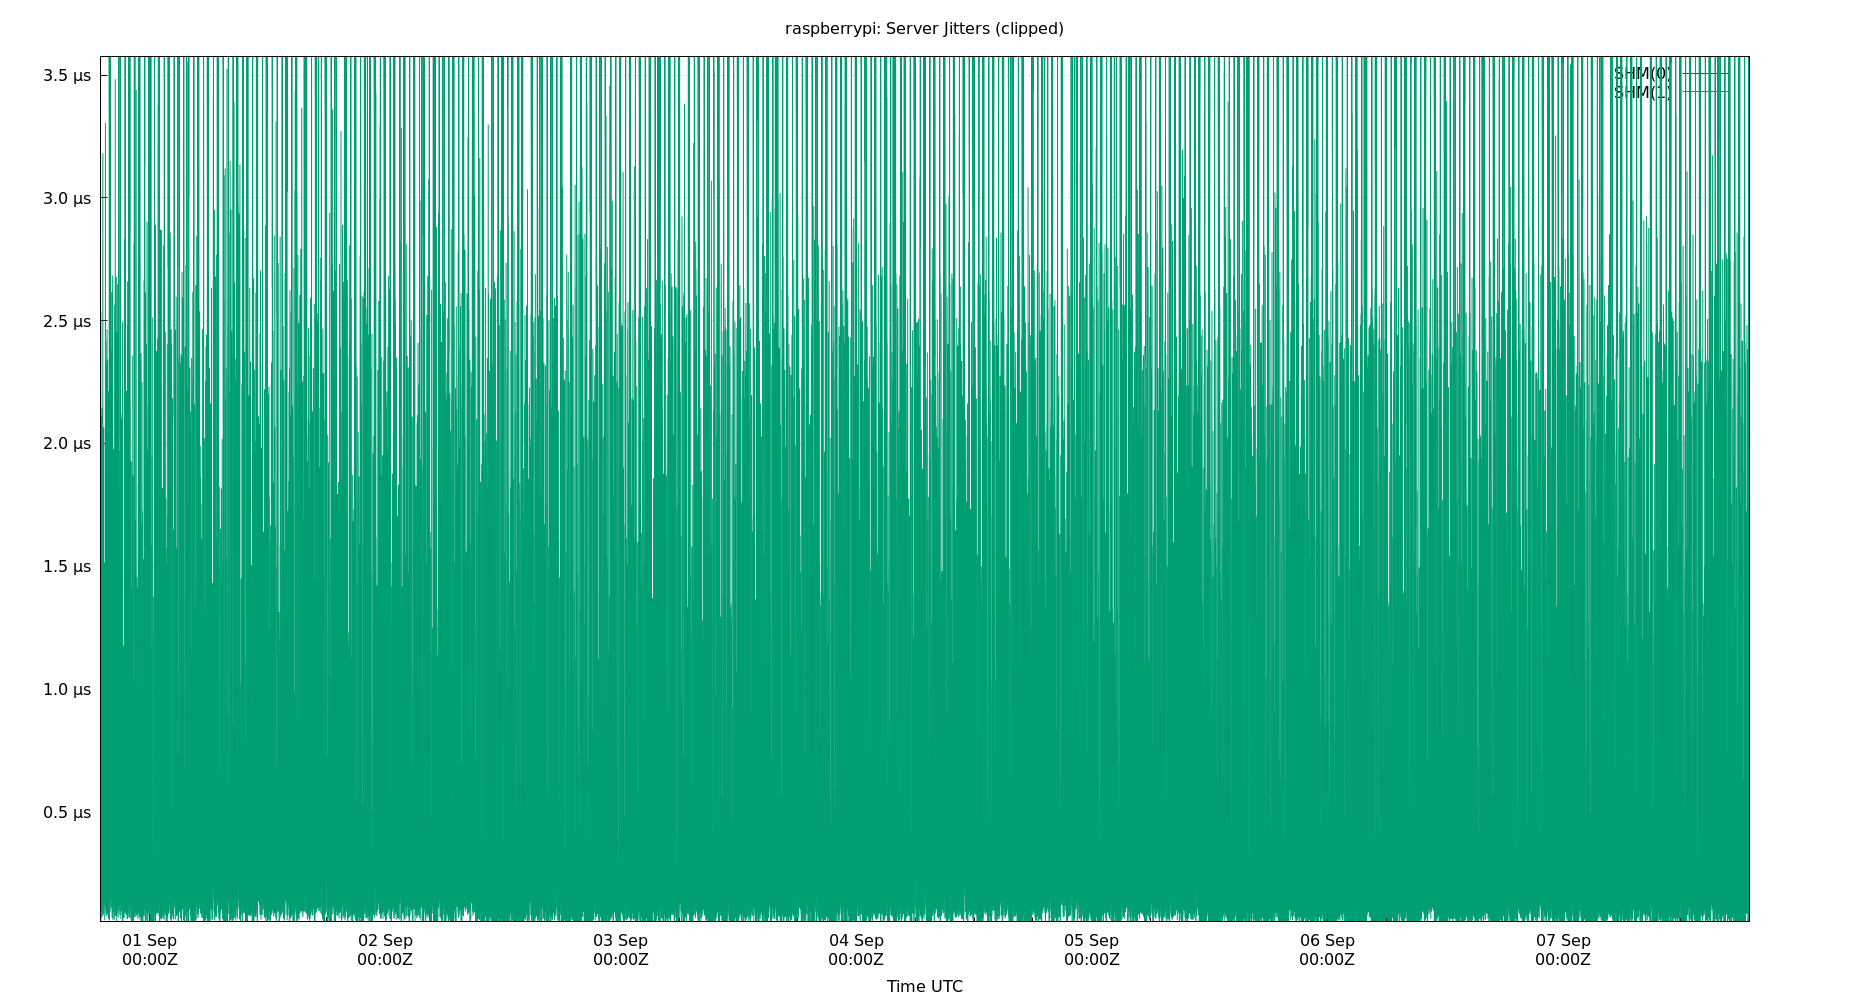 raspberrypi: Server Jitters (clipped)
3.5 µs
SHM(0)
SHM(1)
3.0 µs
2.5 µs
2.0 µs
1.5 µs
1.0 µs
0.5 µs
01 Sep 02 Sep 03 Sep 04 Sep 05 Sep 06 Sep 07 Sep
00:00Z 00:00Z 00:00Z 00:00Z 00:00Z 00:00Z 00:00Z
Time UTC